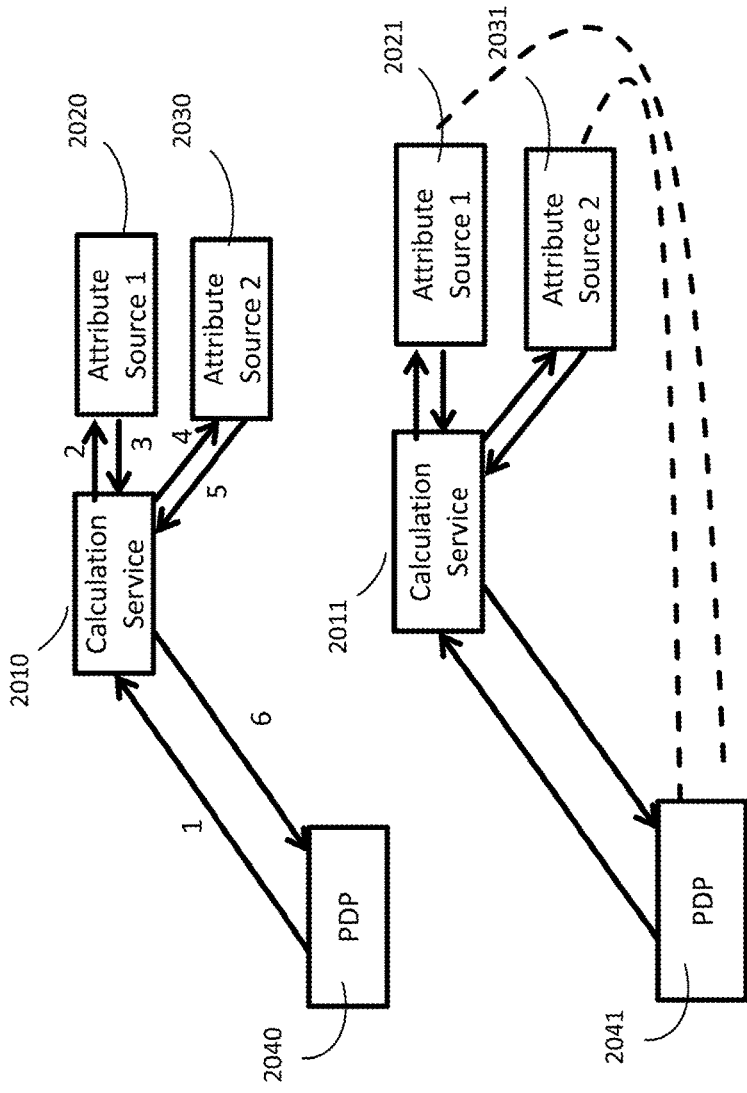 2010
Calculation
Service
2020
Attribute
Source 1
2030
Attribute
Source 2
2
3
4
5
1
6
2040
PDP
2011
Calculation
Service
2021
Attribute
Source 1
2031
Attribute
Source 2
2041
PDP